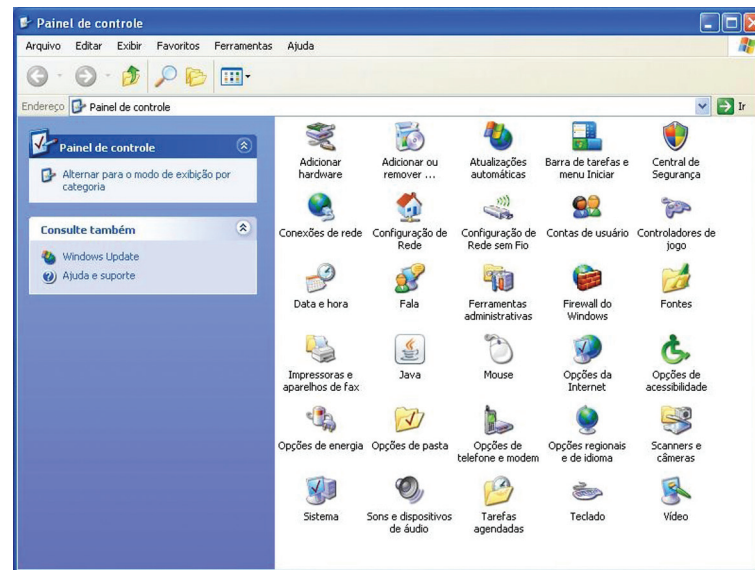 Painel de controle
Arquivo Editar Exibir Favoritos Ferramentas Ajuda
Endereço Painel de controle Ir
Painel de controle
Alternar para o modo de exibição por
categoria
Consulte também
Windows Update
Ajuda e suporte
Adicionar
hardware
Adicionar ou
remover ...
Atualizações
automáticas
Barra de tarefas e
menu Iniciar
Central de
Segurança
Conexões de rede
Configuração de
Rede
Configuração de
Rede sem Fio
Contas de usuário
Controladores de
jogo
Data e hora
Fala
Ferramentas
administrativas
Firewall do
Windows
Fontes
Impressoras e
aparelhos de fax
Java
Mouse
Opções da
Internet
Opções de
acessibilidade
Opções de energia
Opções de pasta
Opções de
telefone e modem
Opções regionais
e de idioma
Scanners e
câmeras
Sistema
Sons e dispositivos
de áudio
Tarefas
agendadas
Teclado
Vídeo